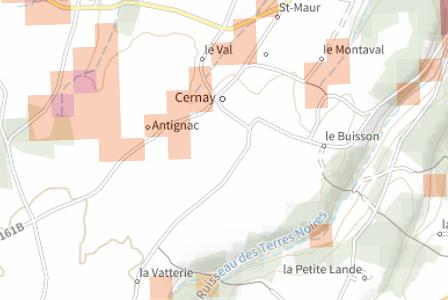 St-Maur
le Val
le Montaval
Cernay
Antignac
le Buisson
161B
Ruisseau des Terres Noires
la Vatterie
la Petite Lande